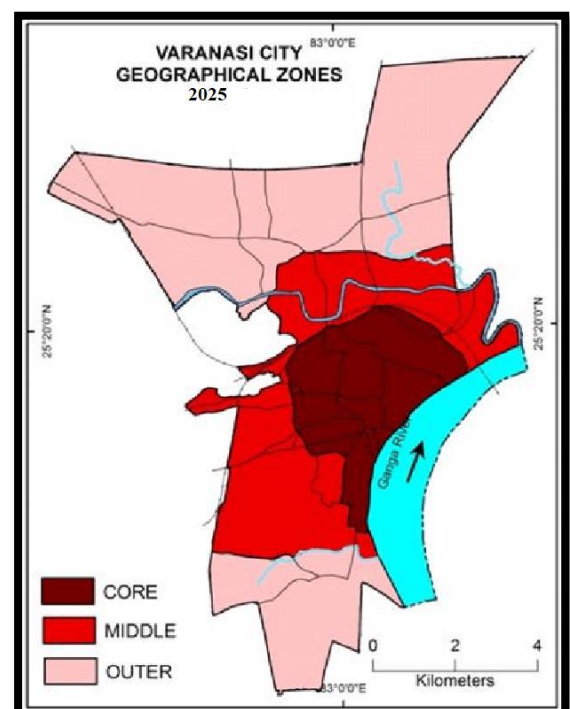 83°0'0"E
VARANASI CITY
GEOGRAPHICAL ZONES
2025
25°20'0"N
25°20'0"N
Ganga River
CORE
MIDDLE
OUTER
0 2 4
Kilometers
83°0'0"E